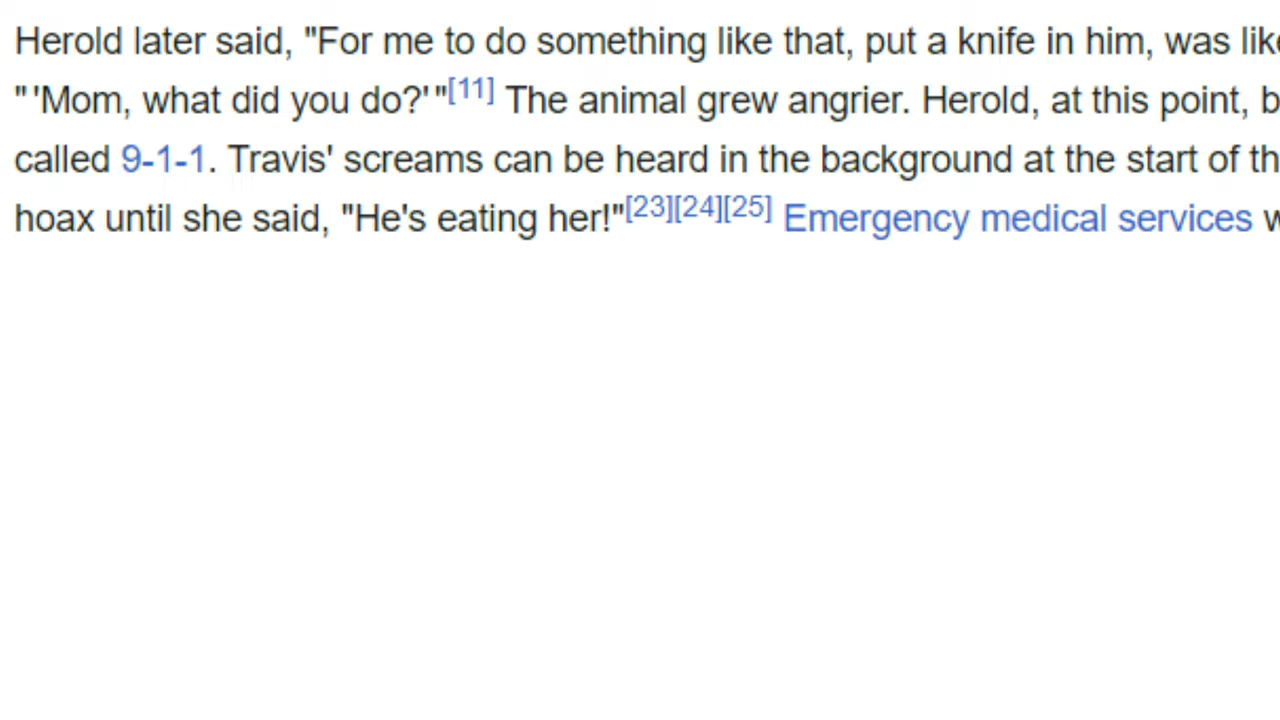 Herold later said, "For me to do something like that, put a knife in him, was
"'Mom, what did you do?'"[11] The animal grew angrier. Herold, at this point,
called 9-1-1. Travis' screams can be heard in the background at the start of
hoax until she said, "He's eating her!"[23][24][25] Emergency medical services